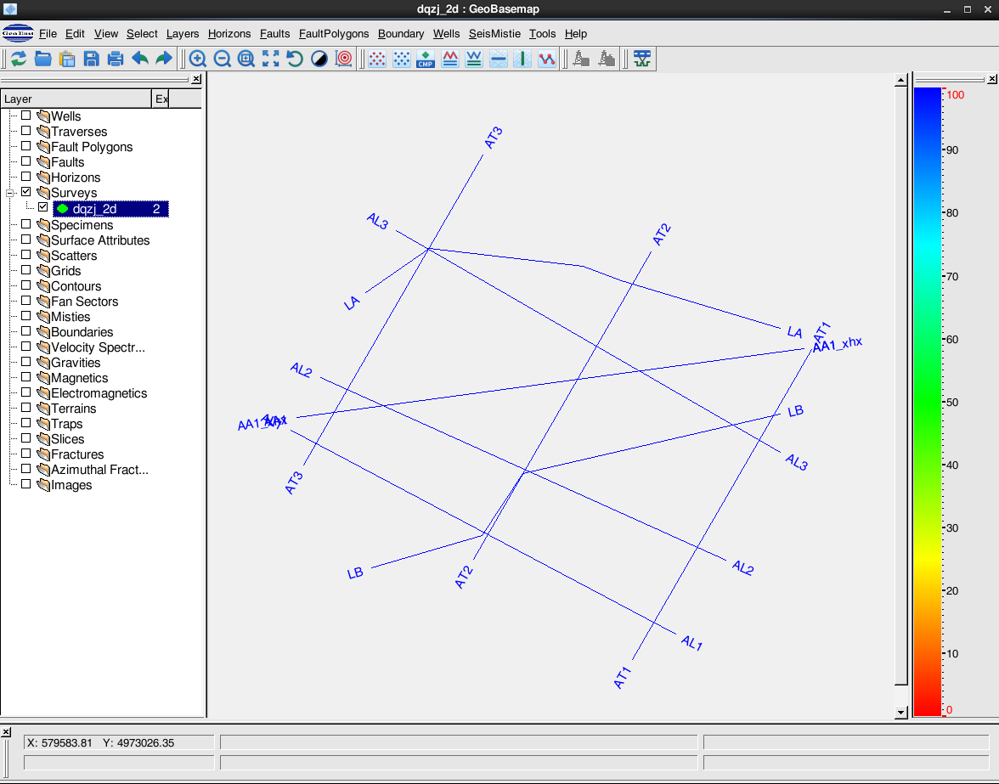 dqzj_2d : GeoBasemap
Geo East File Edit View Select Layers Horizons Faults FaultPolygons Boundary Wells SeisMistie Tools Help
CMP
Layer Ex
Wells
Traverses
Fault Polygons
Faults
Horizons
Surveys
dqzj_2d 2
Specimens
Surface Attributes
Scatters
Grids
Contours
Fan Sectors
Misties
Boundaries
Velocity Spectr...
Gravities
Magnetics
Electromagnetics
Terrains
Traps
Slices
Fractures
Azimuthal Fract...
Images
AT3
AL3
AT2
LA
LA
AT1
AA1_xhx
AL2
LB
AL3
AT3
AL2
LB
AT2
AL1
AT1
100
90
80
70
60
50
40
30
20
10
0
X: 579583.81 Y: 4973026.35